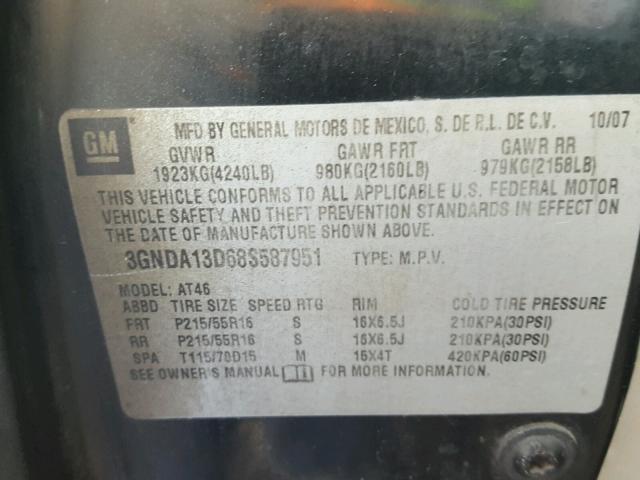 GM
MFD BY GENERAL MOTORS DE MEXICO, S. DE R.L. DE C.V. 10/07
GVWR GAWR FRT GAWR RR
1923KG(4240LB) 980KG(2160LB) 979KG(2158LB)
THIS VEHICLE CONFORMS TO ALL APPLICABLE U.S. FEDERAL MOTOR
VEHICLE SAFETY AND THEFT PREVENTION STANDARDS IN EFFECT ON
THE DATE OF MANUFACTURE SHOWN ABOVE.
3GNDA13D68S587951 TYPE: M.P.V.
MODEL: AT46
ABBD TIRE SIZE SPEED RTG RIM COLD TIRE PRESSURE
FRT P215/55R16 S 16X6.5J 210KPA(30PSI)
RR P215/55R16 S 16X6.5J 210KPA(30PSI)
SPA T115/70D15 M 15X4T 420KPA(60PSI)
SEE OWNER'S MANUAL FOR MORE INFORMATION.